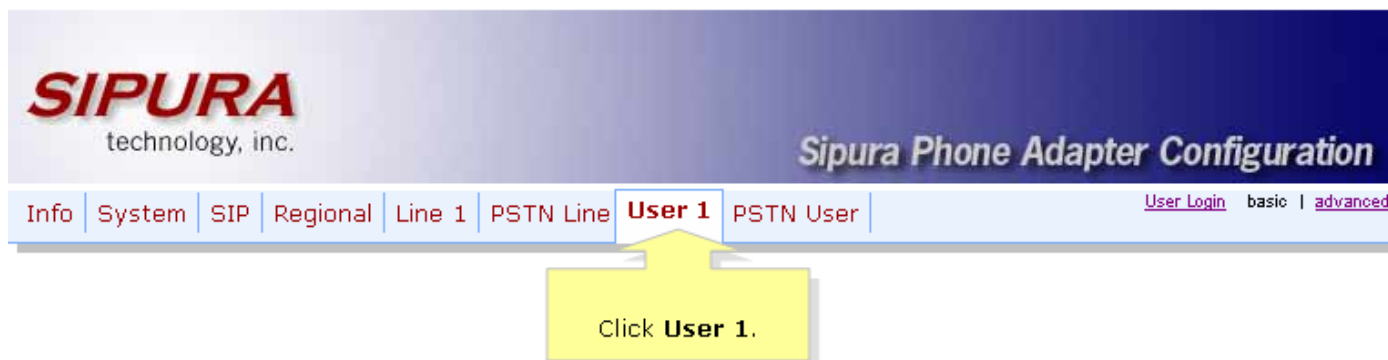 SIPURA
technology, inc.
Sipura Phone Adapter Configuration
Info System SIP Regional Line 1 PSTN Line User 1 PSTN User User Login basic | advanced
Click User 1.